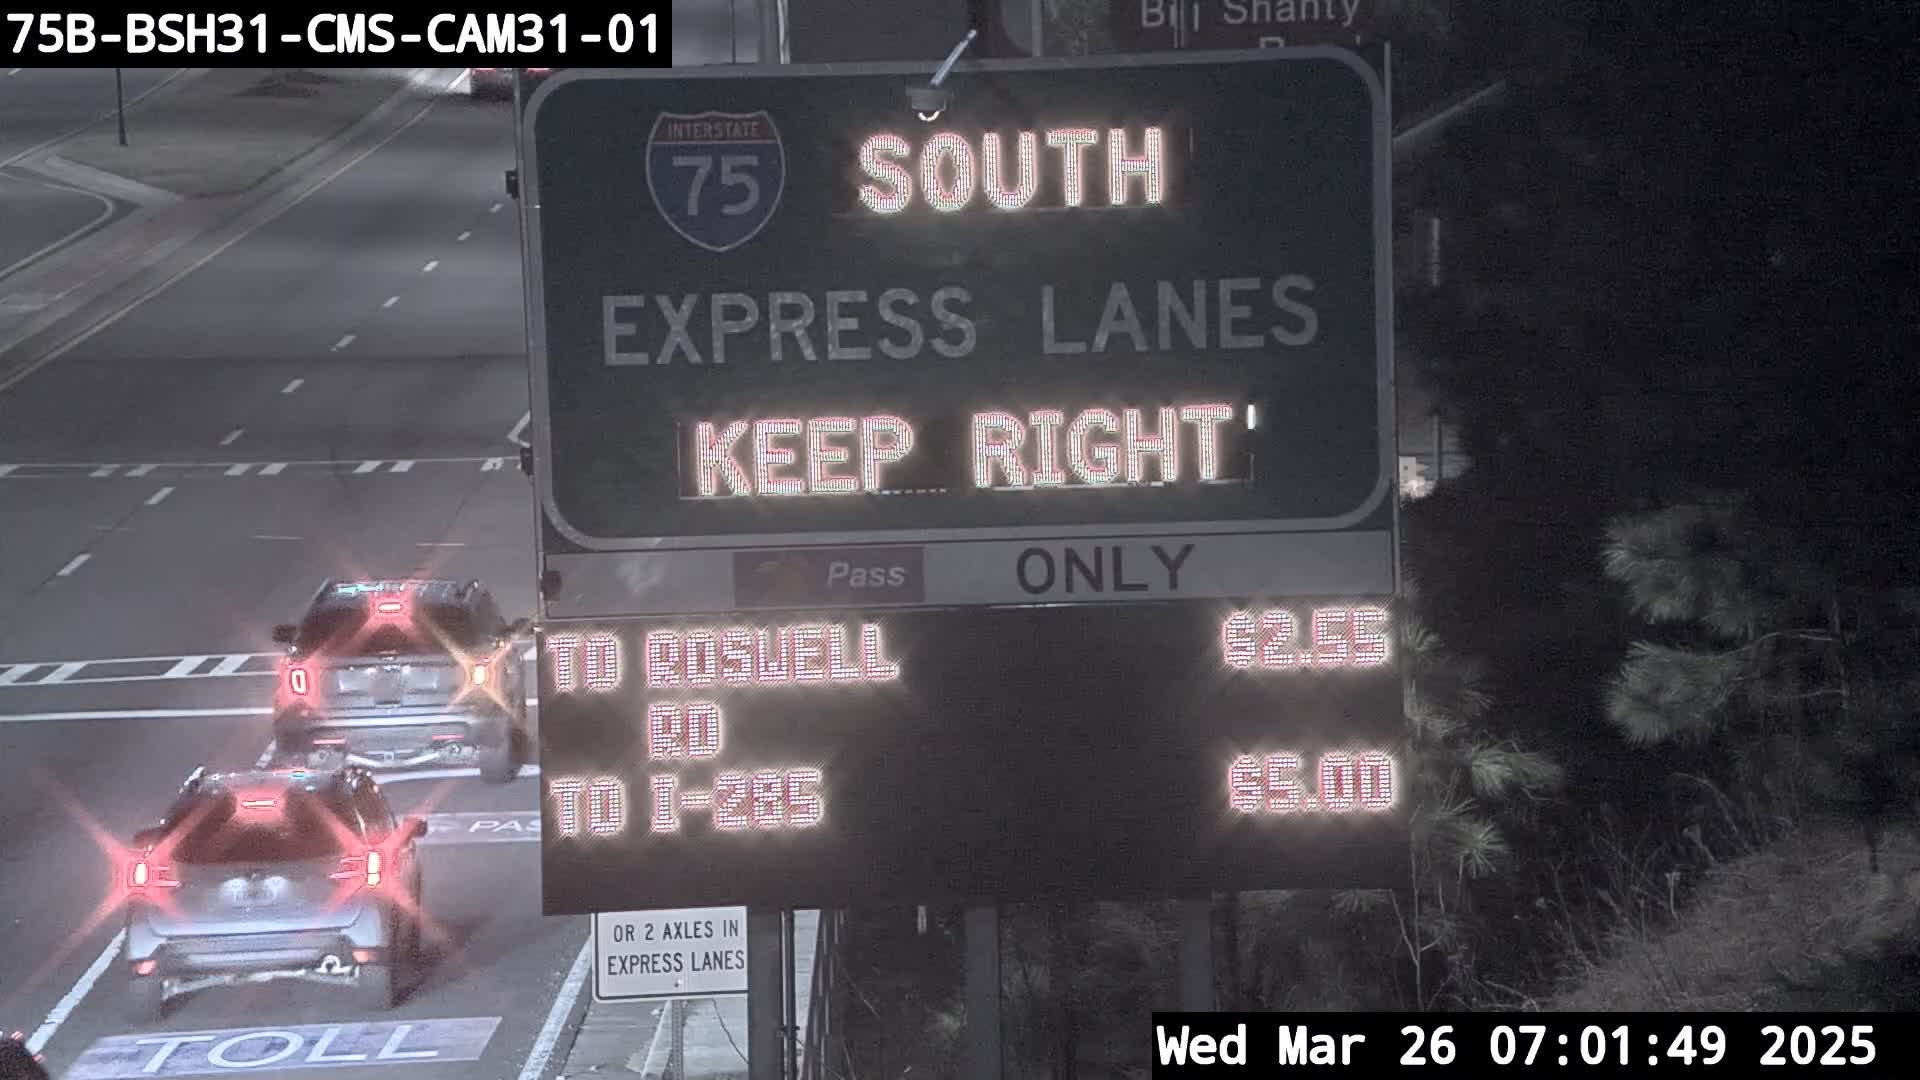 75B-BSH31-CMS-CAM31-01
Shanty
INTERSTATE
75
SOUTH
EXPRESS LANES
KEEP RIGHT
Pass ONLY
TO ROSWELL $2.55
RD
TO I-285 $5.00
PAS
OR 2 AXLES IN
EXPRESS LANES
TOLL
Wed Mar 26 07:01:49 2025